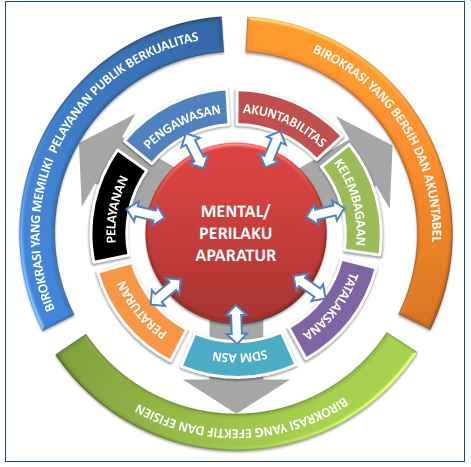 BIROKRASI YANG MEMILIKI PELAYANAN PUBLIK BERKUALITAS
BIROKRASI YANG BERSIH DAN AKUNTABEL
PENGAWASAN
AKUNTABILITAS
PELAYANAN
KELEMBAGAAN
MENTAL/
PERILAKU
APARATUR
PERATURAN
TATALAKSANA
SDM ASN
BIROKRASI YANG EFEKTIF DAN EFISIEN